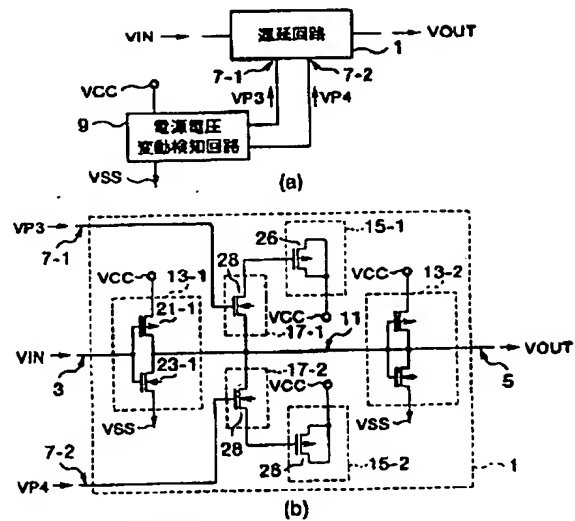 VIN
遅延回路
VOUT
1
7-1
7-2
VCC
VP3
VP4
9
電源電圧
変動検知回路
VSS
(a)
VP3
7-1
26
15-1
28
VCC
13-1
VCC
13-2
21-1
VCC
11
17-1
VIN
VOUT
3
23-1
17-2
VCC
5
VSS
28
VSS
7-2
26
15-2
1
VP4
(b)